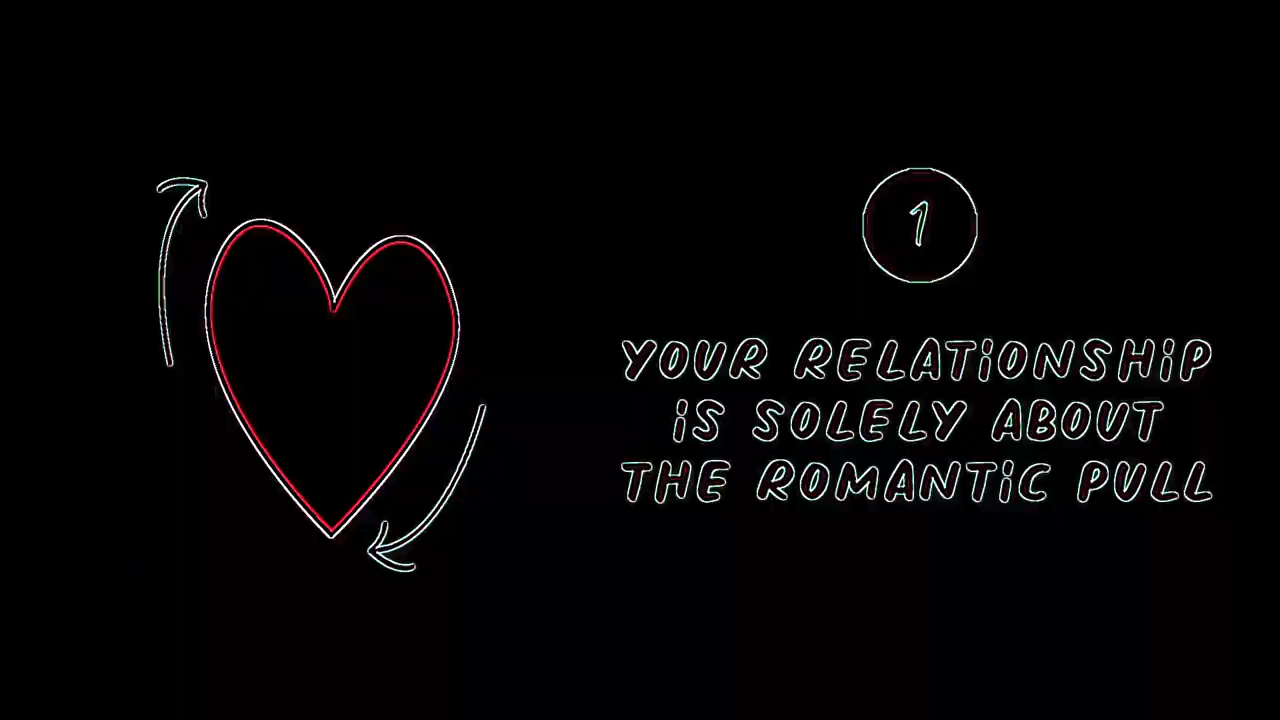 1
YOUR RELATIONSHIP
IS SOLELY ABOUT
THE ROMANTIC PULL